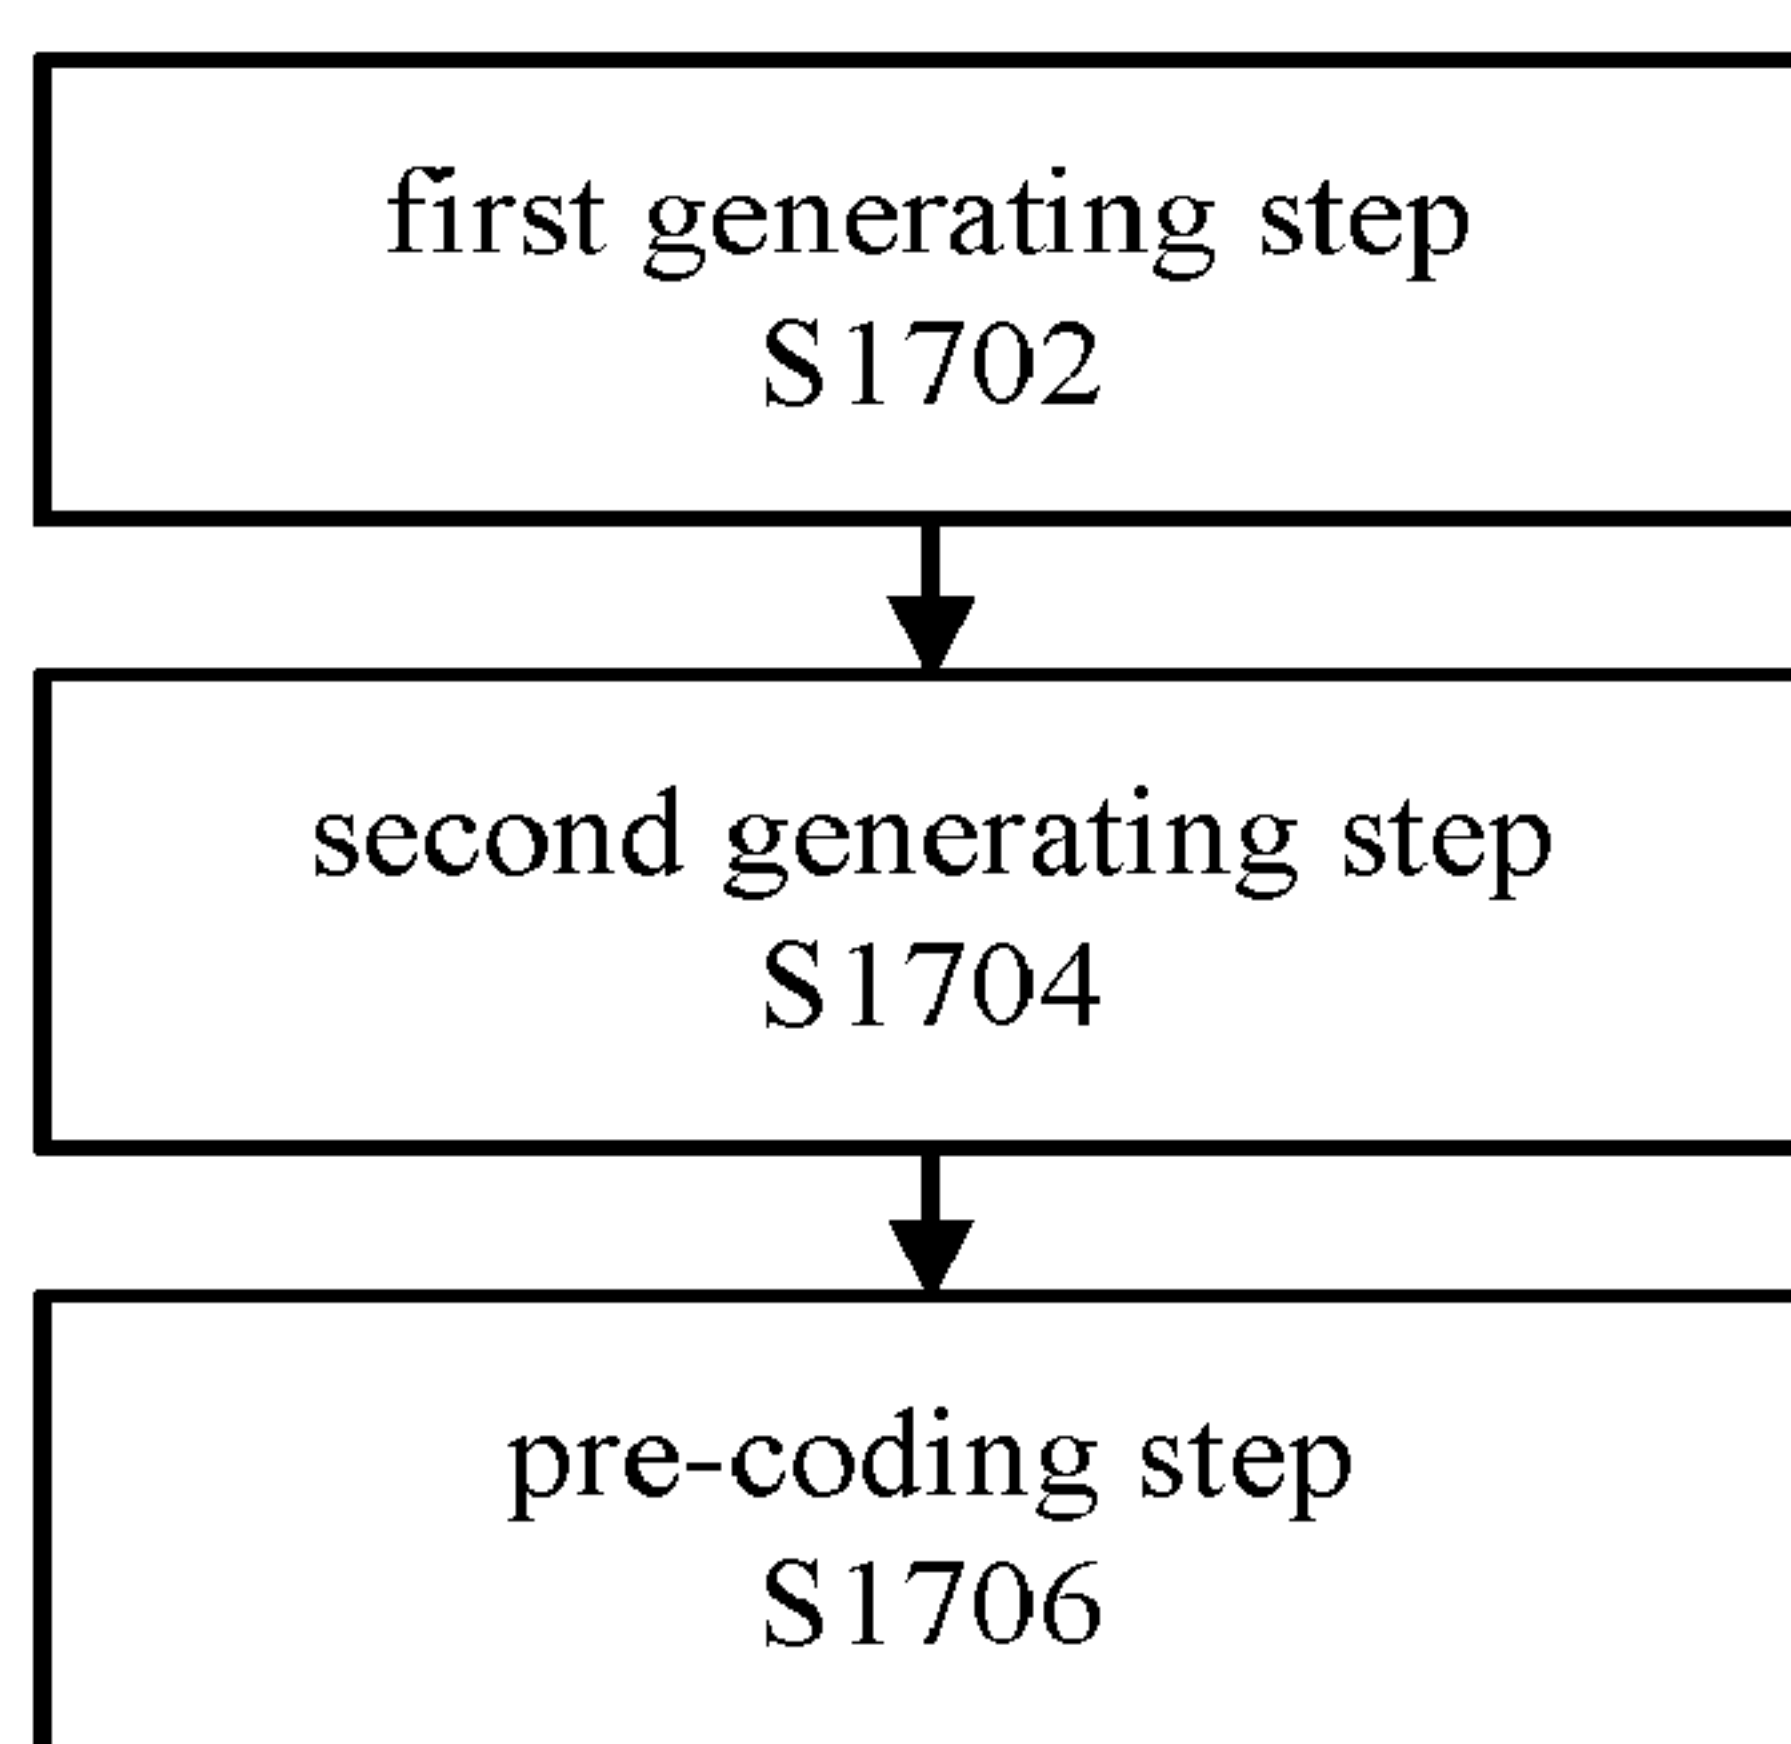 first generating step
S1702
second generating step
S1704
pre-coding step
S1706